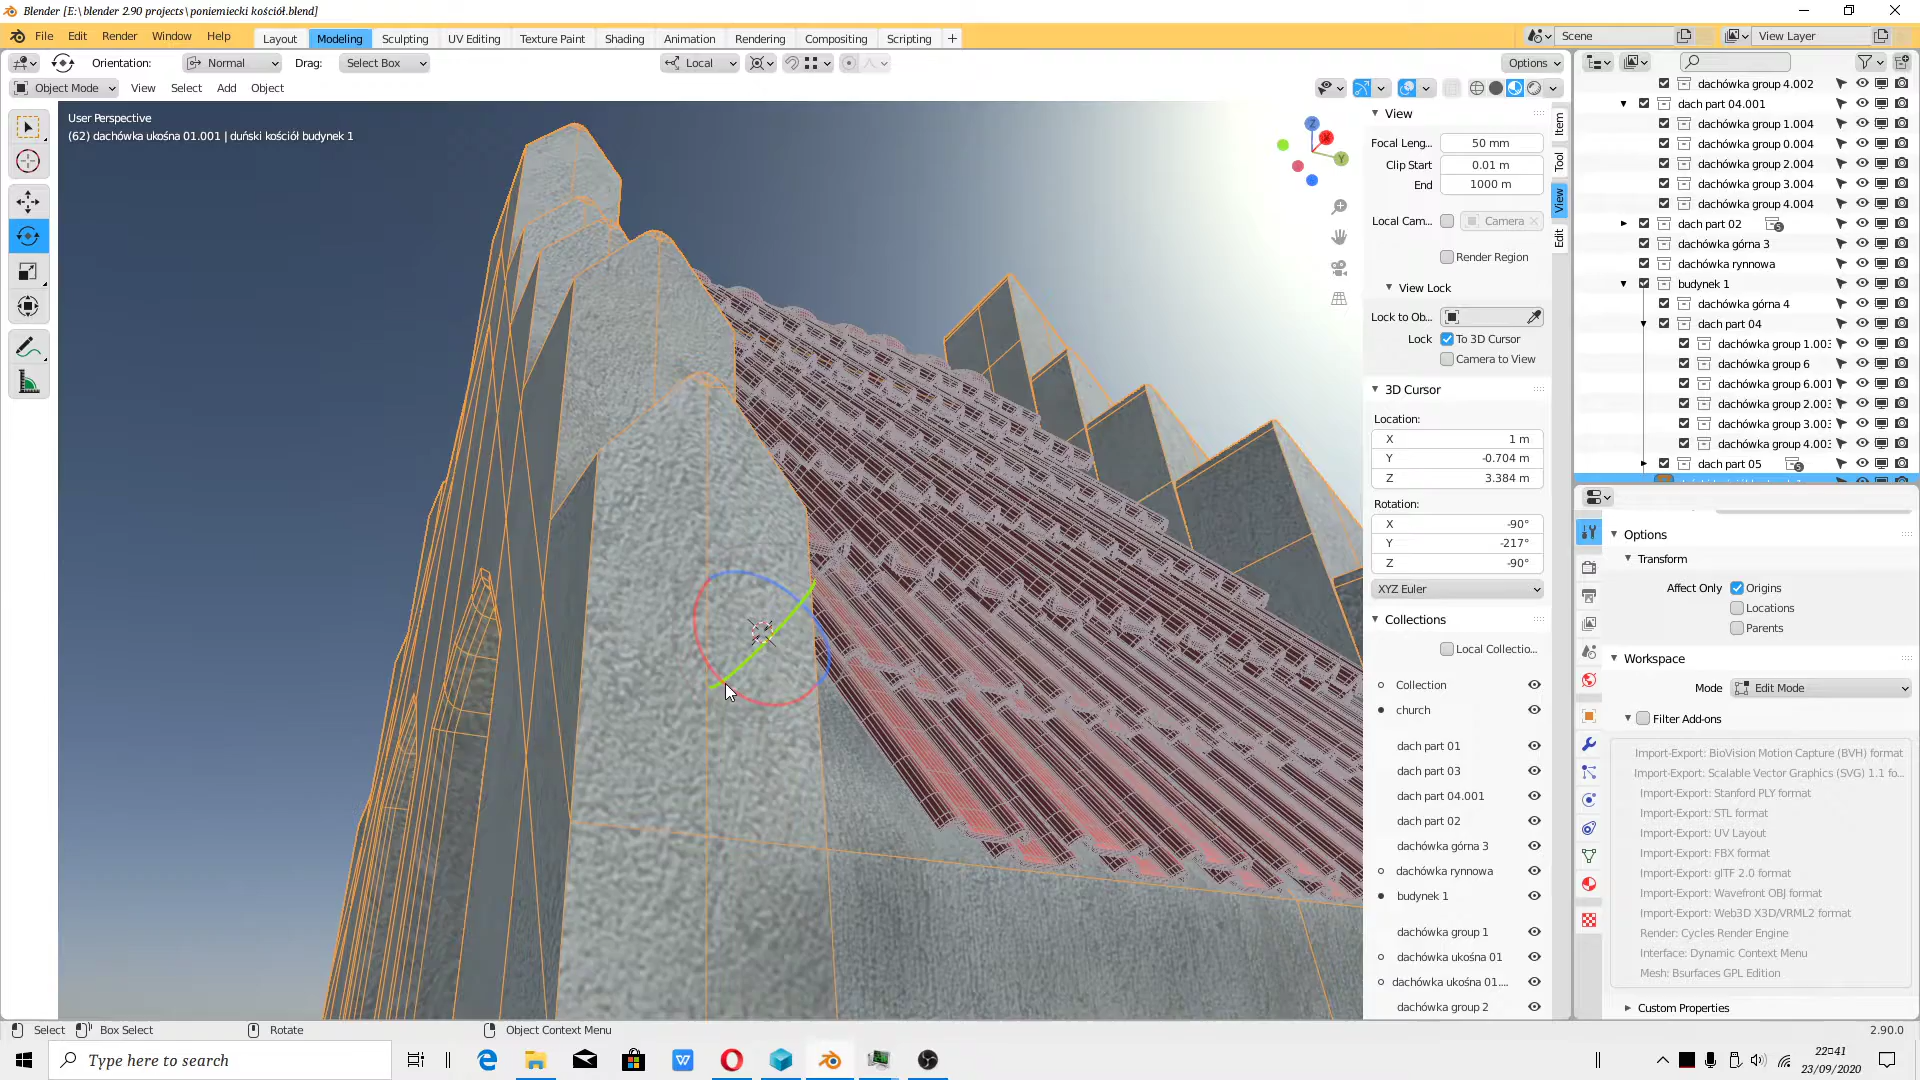 Blender [E:\blender 2.90 projects\poniemiecki kościół.blend]
File Edit Render Window Help Layout Modeling Sculpting UV Editing Texture Paint Shading Animation Rendering Compositing Scripting + Scene View Layer
Orientation: Normal Drag: Select Box Local Options
Object Mode View Select Add Object
User Perspective
(62) dachówka ukośna 01.001 | duński kościół budynek 1
Z
X
Y
View
Focal Leng... 50 mm
Clip Start 0.01 m
End 1000 m
Local Cam... Camera
Render Region
View Lock
Lock to Ob...
Lock To 3D Cursor
Camera to View
3D Cursor
Location:
X 1 m
Y -0.704 m
Z 3.384 m
Rotation:
X -90°
Y -217°
Z -90°
XYZ Euler
Collections
Local Collectio...
Collection
church
dach part 01
dach part 03
dach part 04.001
dach part 02
dachówka górna 3
dachówka rynnowa
budynek 1
dachówka group 1
dachówka ukośna 01
dachówka ukośna 01....
dachówka group 2
Item
Tool
View
Edit
dachówka group 4.002
dach part 04.001
dachówka group 1.004
dachówka group 0.004
dachówka group 2.004
dachówka group 3.004
dachówka group 4.004
dach part 02
dachówka górna 3
dachówka rynnowa
budynek 1
dachówka górna 4
dach part 04
dachówka group 1.003
dachówka group 6
dachówka group 6.001
dachówka group 2.003
dachówka group 3.003
dachówka group 4.003
dach part 05
Options
Transform
Affect Only Origins
Locations
Parents
Workspace
Mode Edit Mode
Filter Add-ons
Import-Export: BioVision Motion Capture (BVH) format
Import-Export: Scalable Vector Graphics (SVG) 1.1 fo...
Import-Export: Stanford PLY format
Import-Export: STL format
Import-Export: UV Layout
Import-Export: FBX format
Import-Export: glTF 2.0 format
Import-Export: Wavefront OBJ format
Import-Export: Web3D X3D/VRML2 format
Render: Cycles Render Engine
Interface: Dynamic Context Menu
Mesh: Bsurfaces GPL Edition
Custom Properties
Select Box Select Rotate Object Context Menu 2.90.0
Type here to search
22:41
23/09/2020